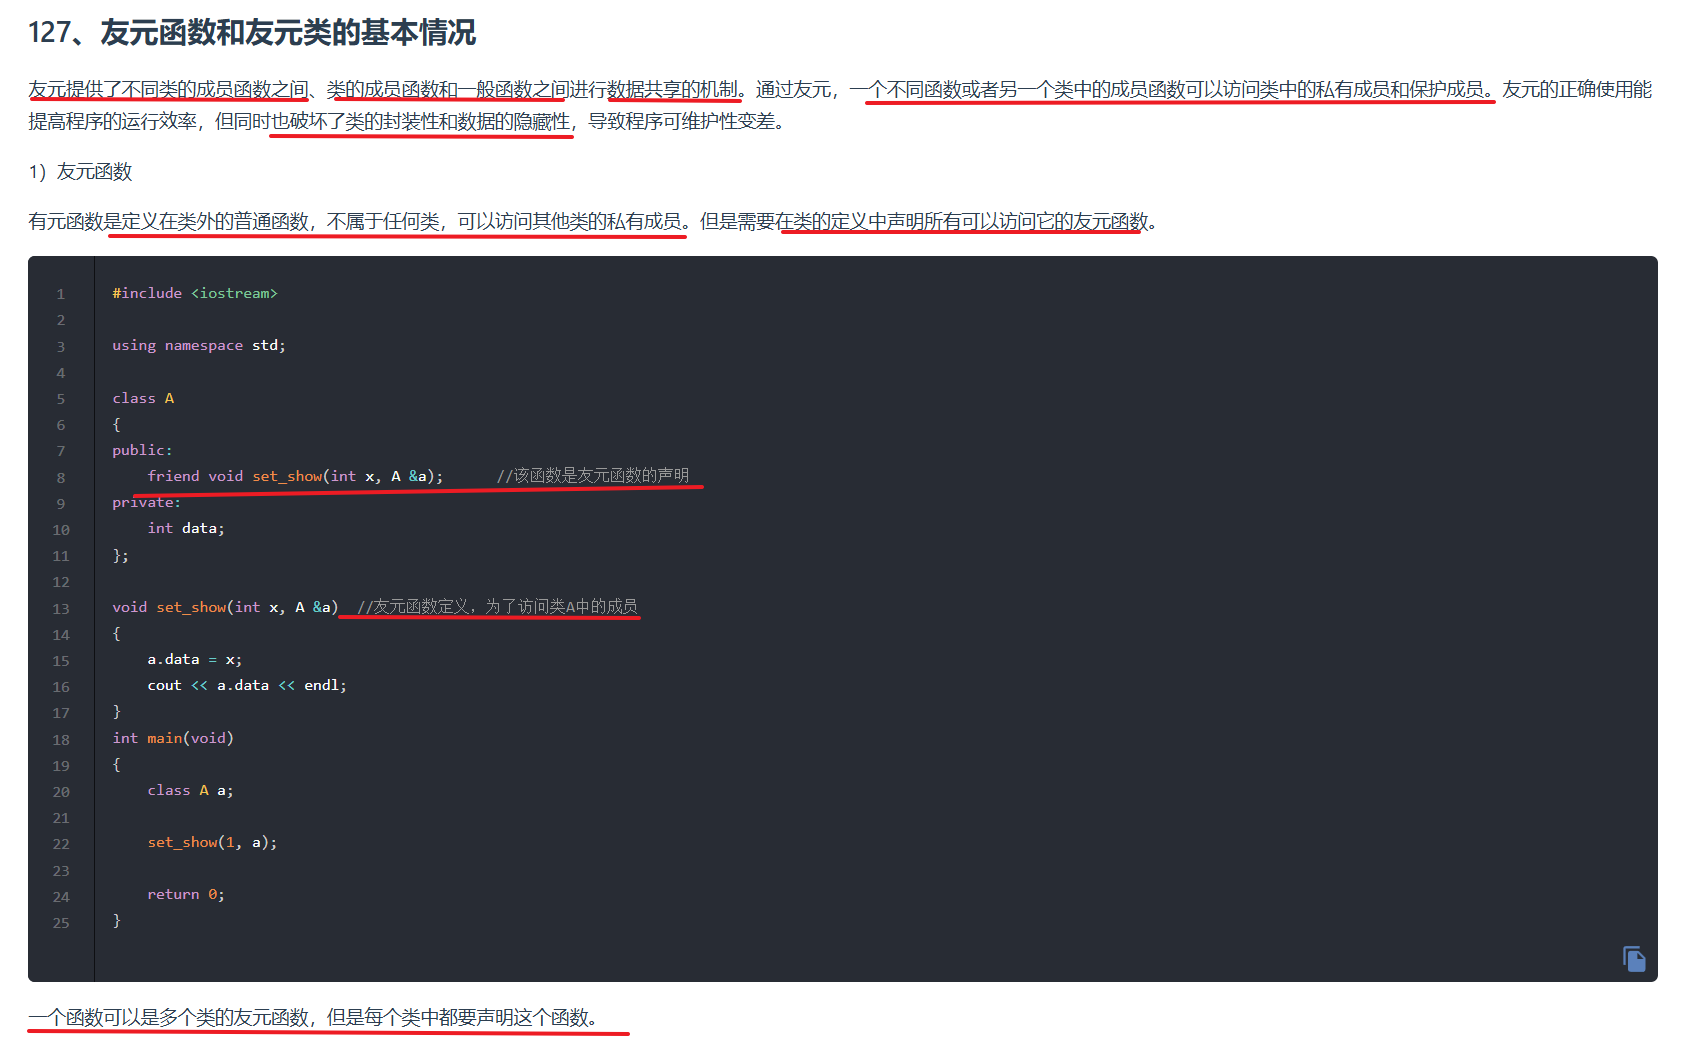 127、友元函数和友元类的基本情况
友元提供了不同类的成员函数之间、类的成员函数和一般函数之间进行数据共享的机制。通过友元，一个不同函数或者另一个类中的成员函数可以访问类中的私有成员和保护成员。友元的正确使用能
提高程序的运行效率，但同时也破坏了类的封装性和数据的隐藏性，导致程序可维护性变差。
1）友元函数
有元函数是定义在类外的普通函数，不属于任何类，可以访问其他类的私有成员。但是需要在类的定义中声明所有可以访问它的友元函数。
1 #include <iostream>
2
3 using namespace std;
4
5 class A
6 {
7 public:
8     friend void set_show(int x, A &a);      //该函数是友元函数的声明
9 private:
10     int data;
11 };
12
13 void set_show(int x, A &a)  //友元函数定义，为了访问类A中的成员
14 {
15     a.data = x;
16     cout << a.data << endl;
17 }
18 int main(void)
19 {
20     class A a;
21
22     set_show(1, a);
23
24     return 0;
25 }
一个函数可以是多个类的友元函数，但是每个类中都要声明这个函数。